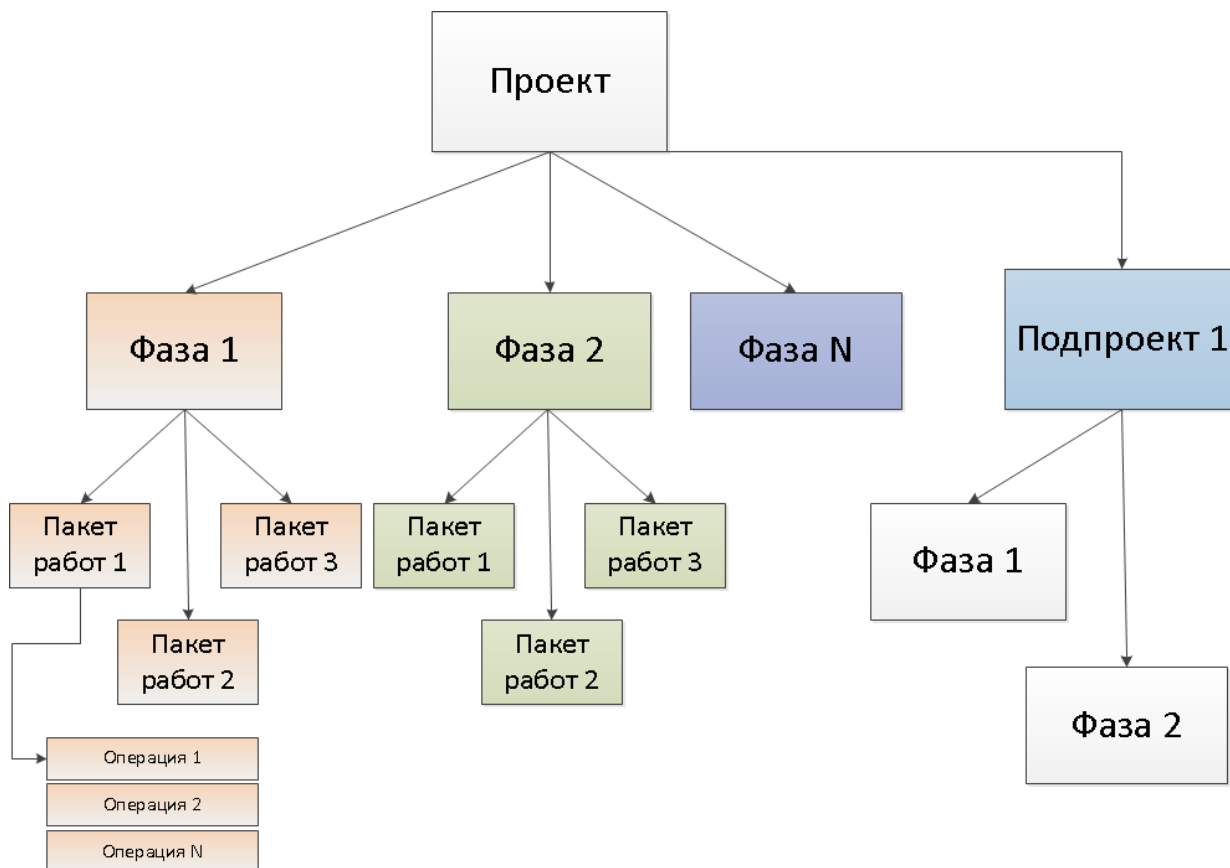 Проект
Фаза 1
Фаза 2
Фаза N
Подпроект 1
Пакет
работ 1
Пакет
работ 3
Пакет
работ 2
Пакет
работ 1
Пакет
работ 3
Пакет
работ 2
Фаза 1
Фаза 2
Операция 1
Операция 2
Операция N